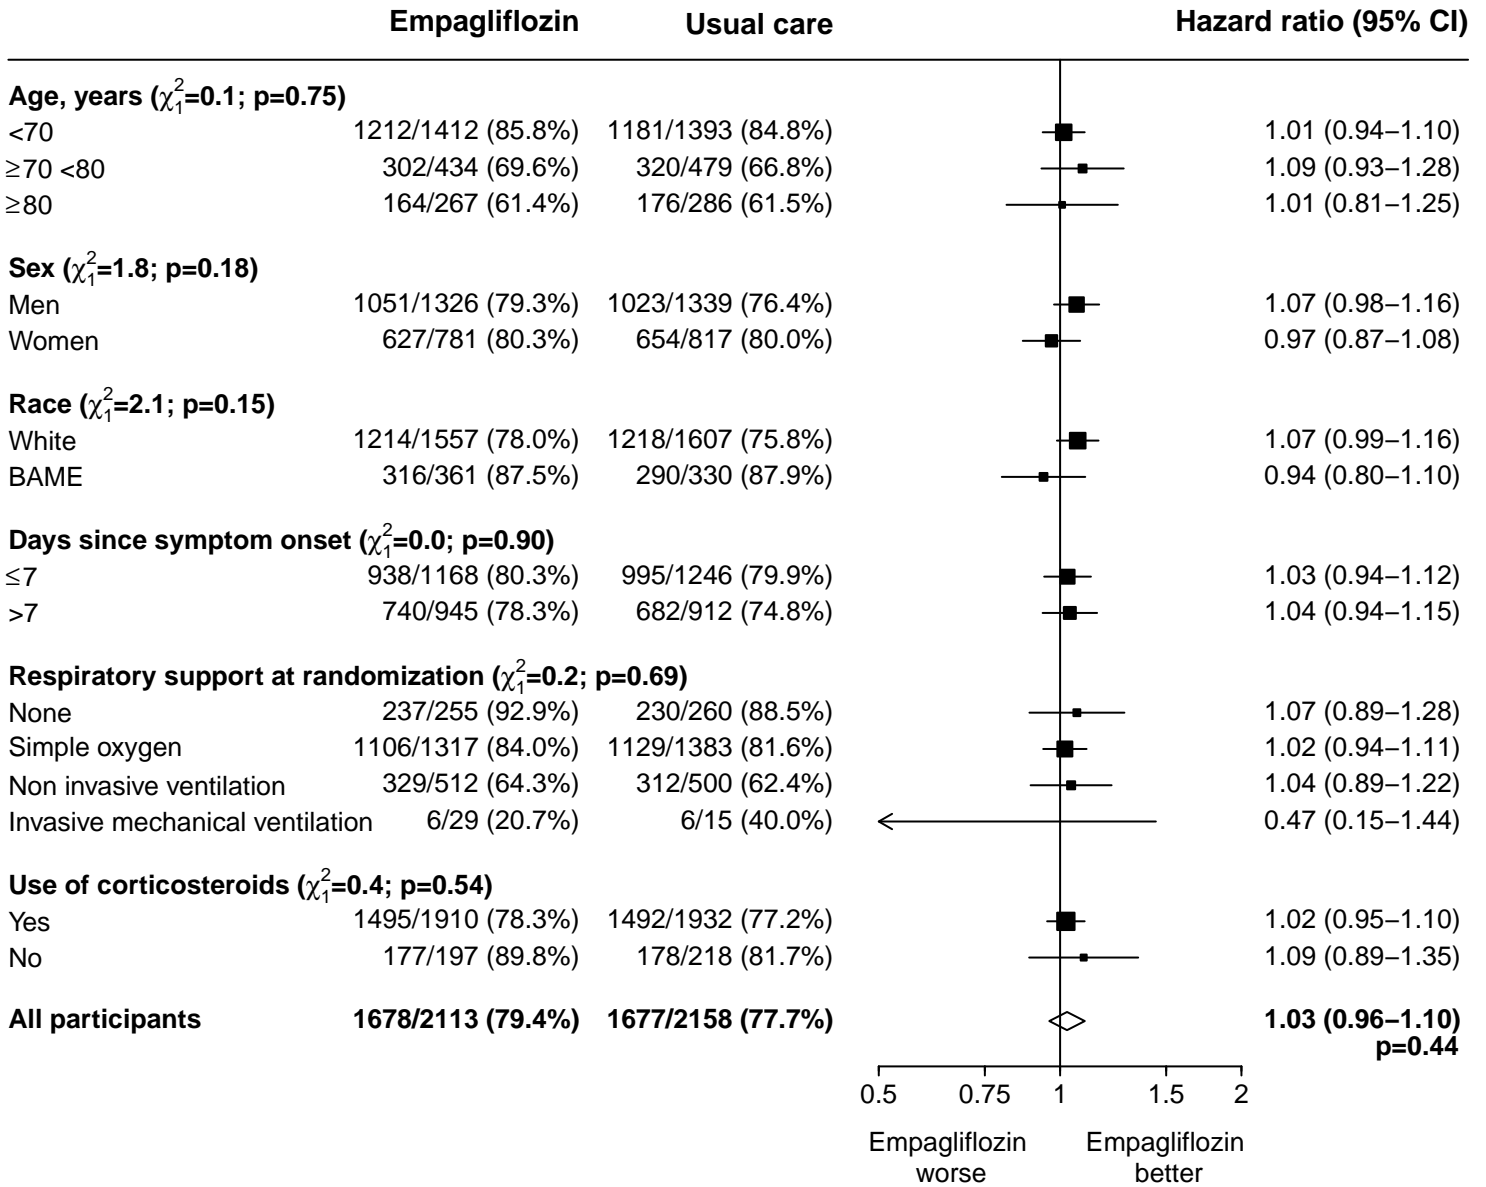 Empagliflozin Usual care Hazard ratio (95% CI)
Age, years (χ²₁=0.1; p=0.75)
<70 1212/1412 (85.8%) 1181/1393 (84.8%) 1.01 (0.94−1.10)
≥70 <80 302/434 (69.6%) 320/479 (66.8%) 1.09 (0.93−1.28)
≥80 164/267 (61.4%) 176/286 (61.5%) 1.01 (0.81−1.25)
Sex (χ²₁=1.8; p=0.18)
Men 1051/1326 (79.3%) 1023/1339 (76.4%) 1.07 (0.98−1.16)
Women 627/781 (80.3%) 654/817 (80.0%) 0.97 (0.87−1.08)
Race (χ²₁=2.1; p=0.15)
White 1214/1557 (78.0%) 1218/1607 (75.8%) 1.07 (0.99−1.16)
BAME 316/361 (87.5%) 290/330 (87.9%) 0.94 (0.80−1.10)
Days since symptom onset (χ²₁=0.0; p=0.90)
≤7 938/1168 (80.3%) 995/1246 (79.9%) 1.03 (0.94−1.12)
>7 740/945 (78.3%) 682/912 (74.8%) 1.04 (0.94−1.15)
Respiratory support at randomization (χ²₁=0.2; p=0.69)
None 237/255 (92.9%) 230/260 (88.5%) 1.07 (0.89−1.28)
Simple oxygen 1106/1317 (84.0%) 1129/1383 (81.6%) 1.02 (0.94−1.11)
Non invasive ventilation 329/512 (64.3%) 312/500 (62.4%) 1.04 (0.89−1.22)
Invasive mechanical ventilation 6/29 (20.7%) 6/15 (40.0%) 0.47 (0.15−1.44)
Use of corticosteroids (χ²₁=0.4; p=0.54)
Yes 1495/1910 (78.3%) 1492/1932 (77.2%) 1.02 (0.95−1.10)
No 177/197 (89.8%) 178/218 (81.7%) 1.09 (0.89−1.35)
All participants 1678/2113 (79.4%) 1677/2158 (77.7%) 1.03 (0.96−1.10)
p=0.44
0.5 0.75 1 1.5 2
Empagliflozin Empagliflozin
worse better